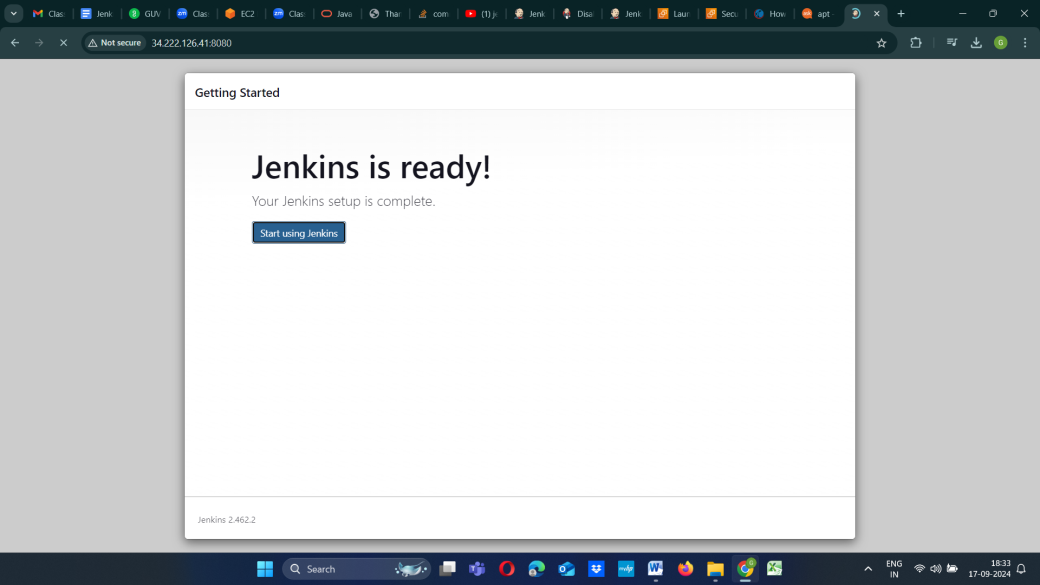 Clas
Jenk
GUV
Clas
EC2
Clas
Java
Thar
com
(1) je
Jenk
Disa
Jenk
Laun
Secu
How
apt
Not secure
34.222.126.41:8080
G
Getting Started
Jenkins is ready!
Your Jenkins setup is complete.
Start using Jenkins
Jenkins 2.462.2
Search
ENG
IN
18:33
17-09-2024